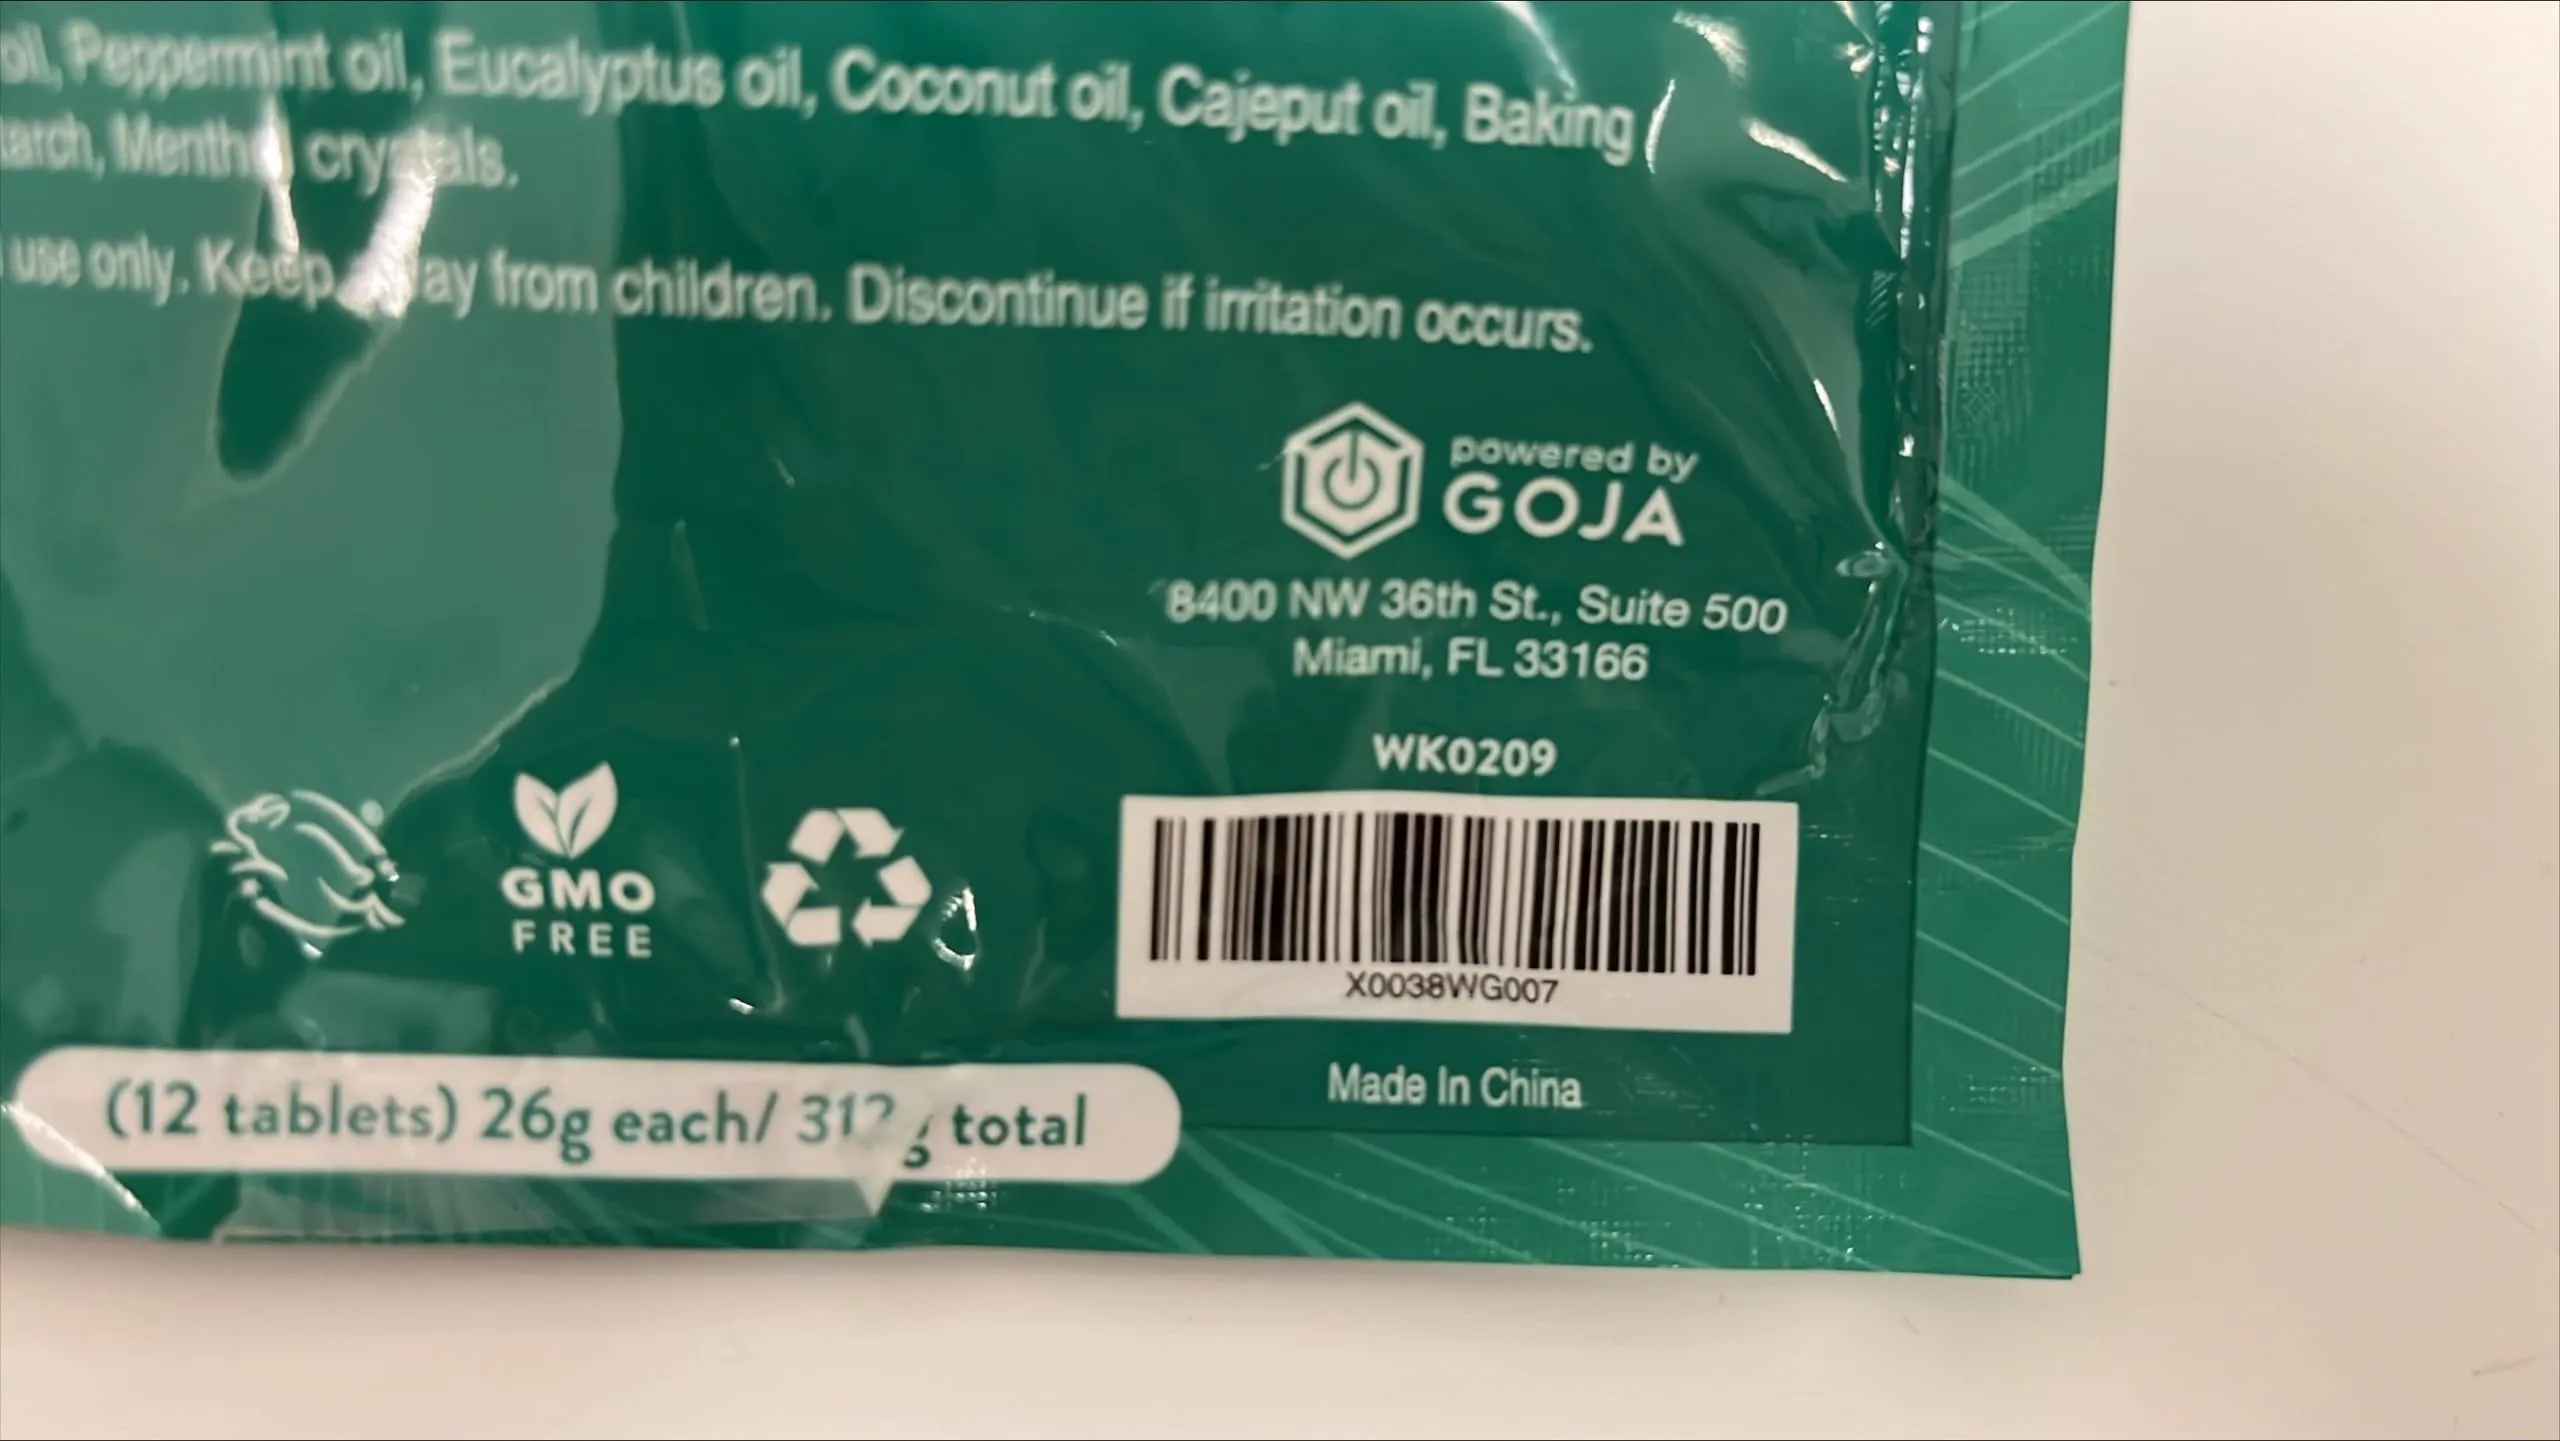 oil, Peppermint oil, Eucalyptus oil, Coconut oil, Cajeput oil, Baking
crystals.
use only. Keep away from children. Discontinue if irritation occurs.
powered by
GOJA
8400 NW 36th St., Suite 500
Miami, FL 33166
WK0209
X0038WG007
GMO
FREE
(12 tablets) 26g each/ 312g total
Made In China